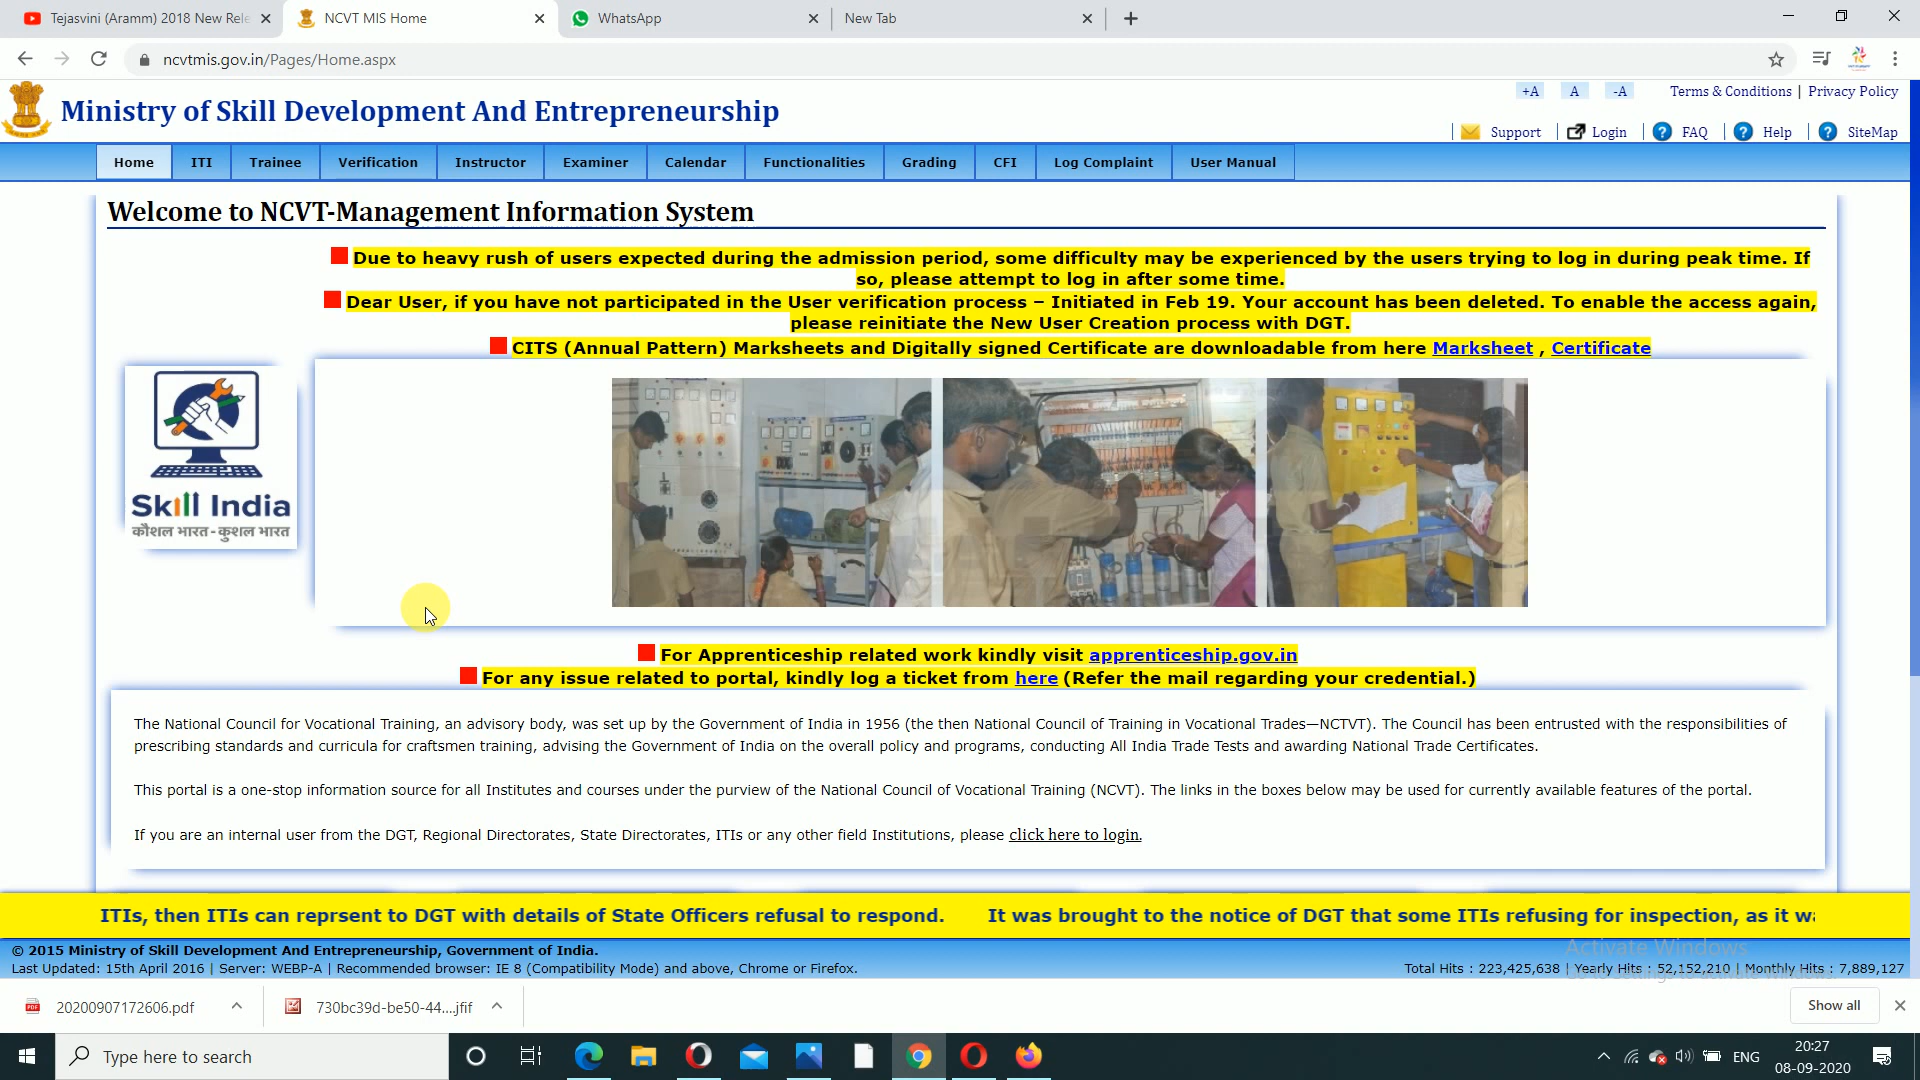 Tejasvini (Aramm) 2018 New Rele
NCVT MIS Home
WhatsApp
New Tab
ncvtmis.gov.in/Pages/Home.aspx
Ministry of Skill Development And Entrepreneurship
+A A -A Terms & Conditions | Privacy Policy
Support Login FAQ Help SiteMap
Home ITI Trainee Verification Instructor Examiner Calendar Functionalities Grading CFI Log Complaint User Manual
Welcome to NCVT-Management Information System
Due to heavy rush of users expected during the admission period, some difficulty may be experienced by the users trying to log in during peak time. If
so, please attempt to log in after some time.
Dear User, if you have not participated in the User verification process – Initiated in Feb 19. Your account has been deleted. To enable the access again,
please reinitiate the New User Creation process with DGT.
CITS (Annual Pattern) Marksheets and Digitally signed Certificate are downloadable from here Marksheet , Certificate
Skill India
कौशल भारत - कुशल भारत
For Apprenticeship related work kindly visit apprenticeship.gov.in
For any issue related to portal, kindly log a ticket from here (Refer the mail regarding your credential.)
The National Council for Vocational Training, an advisory body, was set up by the Government of India in 1956 (the then National Council of Training in Vocational Trades—NCTVT). The Council has been entrusted with the responsibilities of
prescribing standards and curricula for craftsmen training, advising the Government of India on the overall policy and programs, conducting All India Trade Tests and awarding National Trade Certificates.
This portal is a one-stop information source for all Institutes and courses under the purview of the National Council of Vocational Training (NCVT). The links in the boxes below may be used for currently available features of the portal.
If you are an internal user from the DGT, Regional Directorates, State Directorates, ITIs or any other field Institutions, please click here to login.
ITIs, then ITIs can reprsent to DGT with details of State Officers refusal to respond. It was brought to the notice of DGT that some ITIs refusing for inspection, as it wa
© 2015 Ministry of Skill Development And Entrepreneurship, Government of India.
Activate Windows
Last Updated: 15th April 2016 | Server: WEBP-A | Recommended browser: IE 8 (Compatibility Mode) and above, Chrome or Firefox.
Total Hits : 223,425,638 | Yearly Hits : 52,152,210 | Monthly Hits : 7,889,127
20200907172606.pdf
730bc39d-be50-44....jfif
Show all
Type here to search
ENG
20:27
08-09-2020